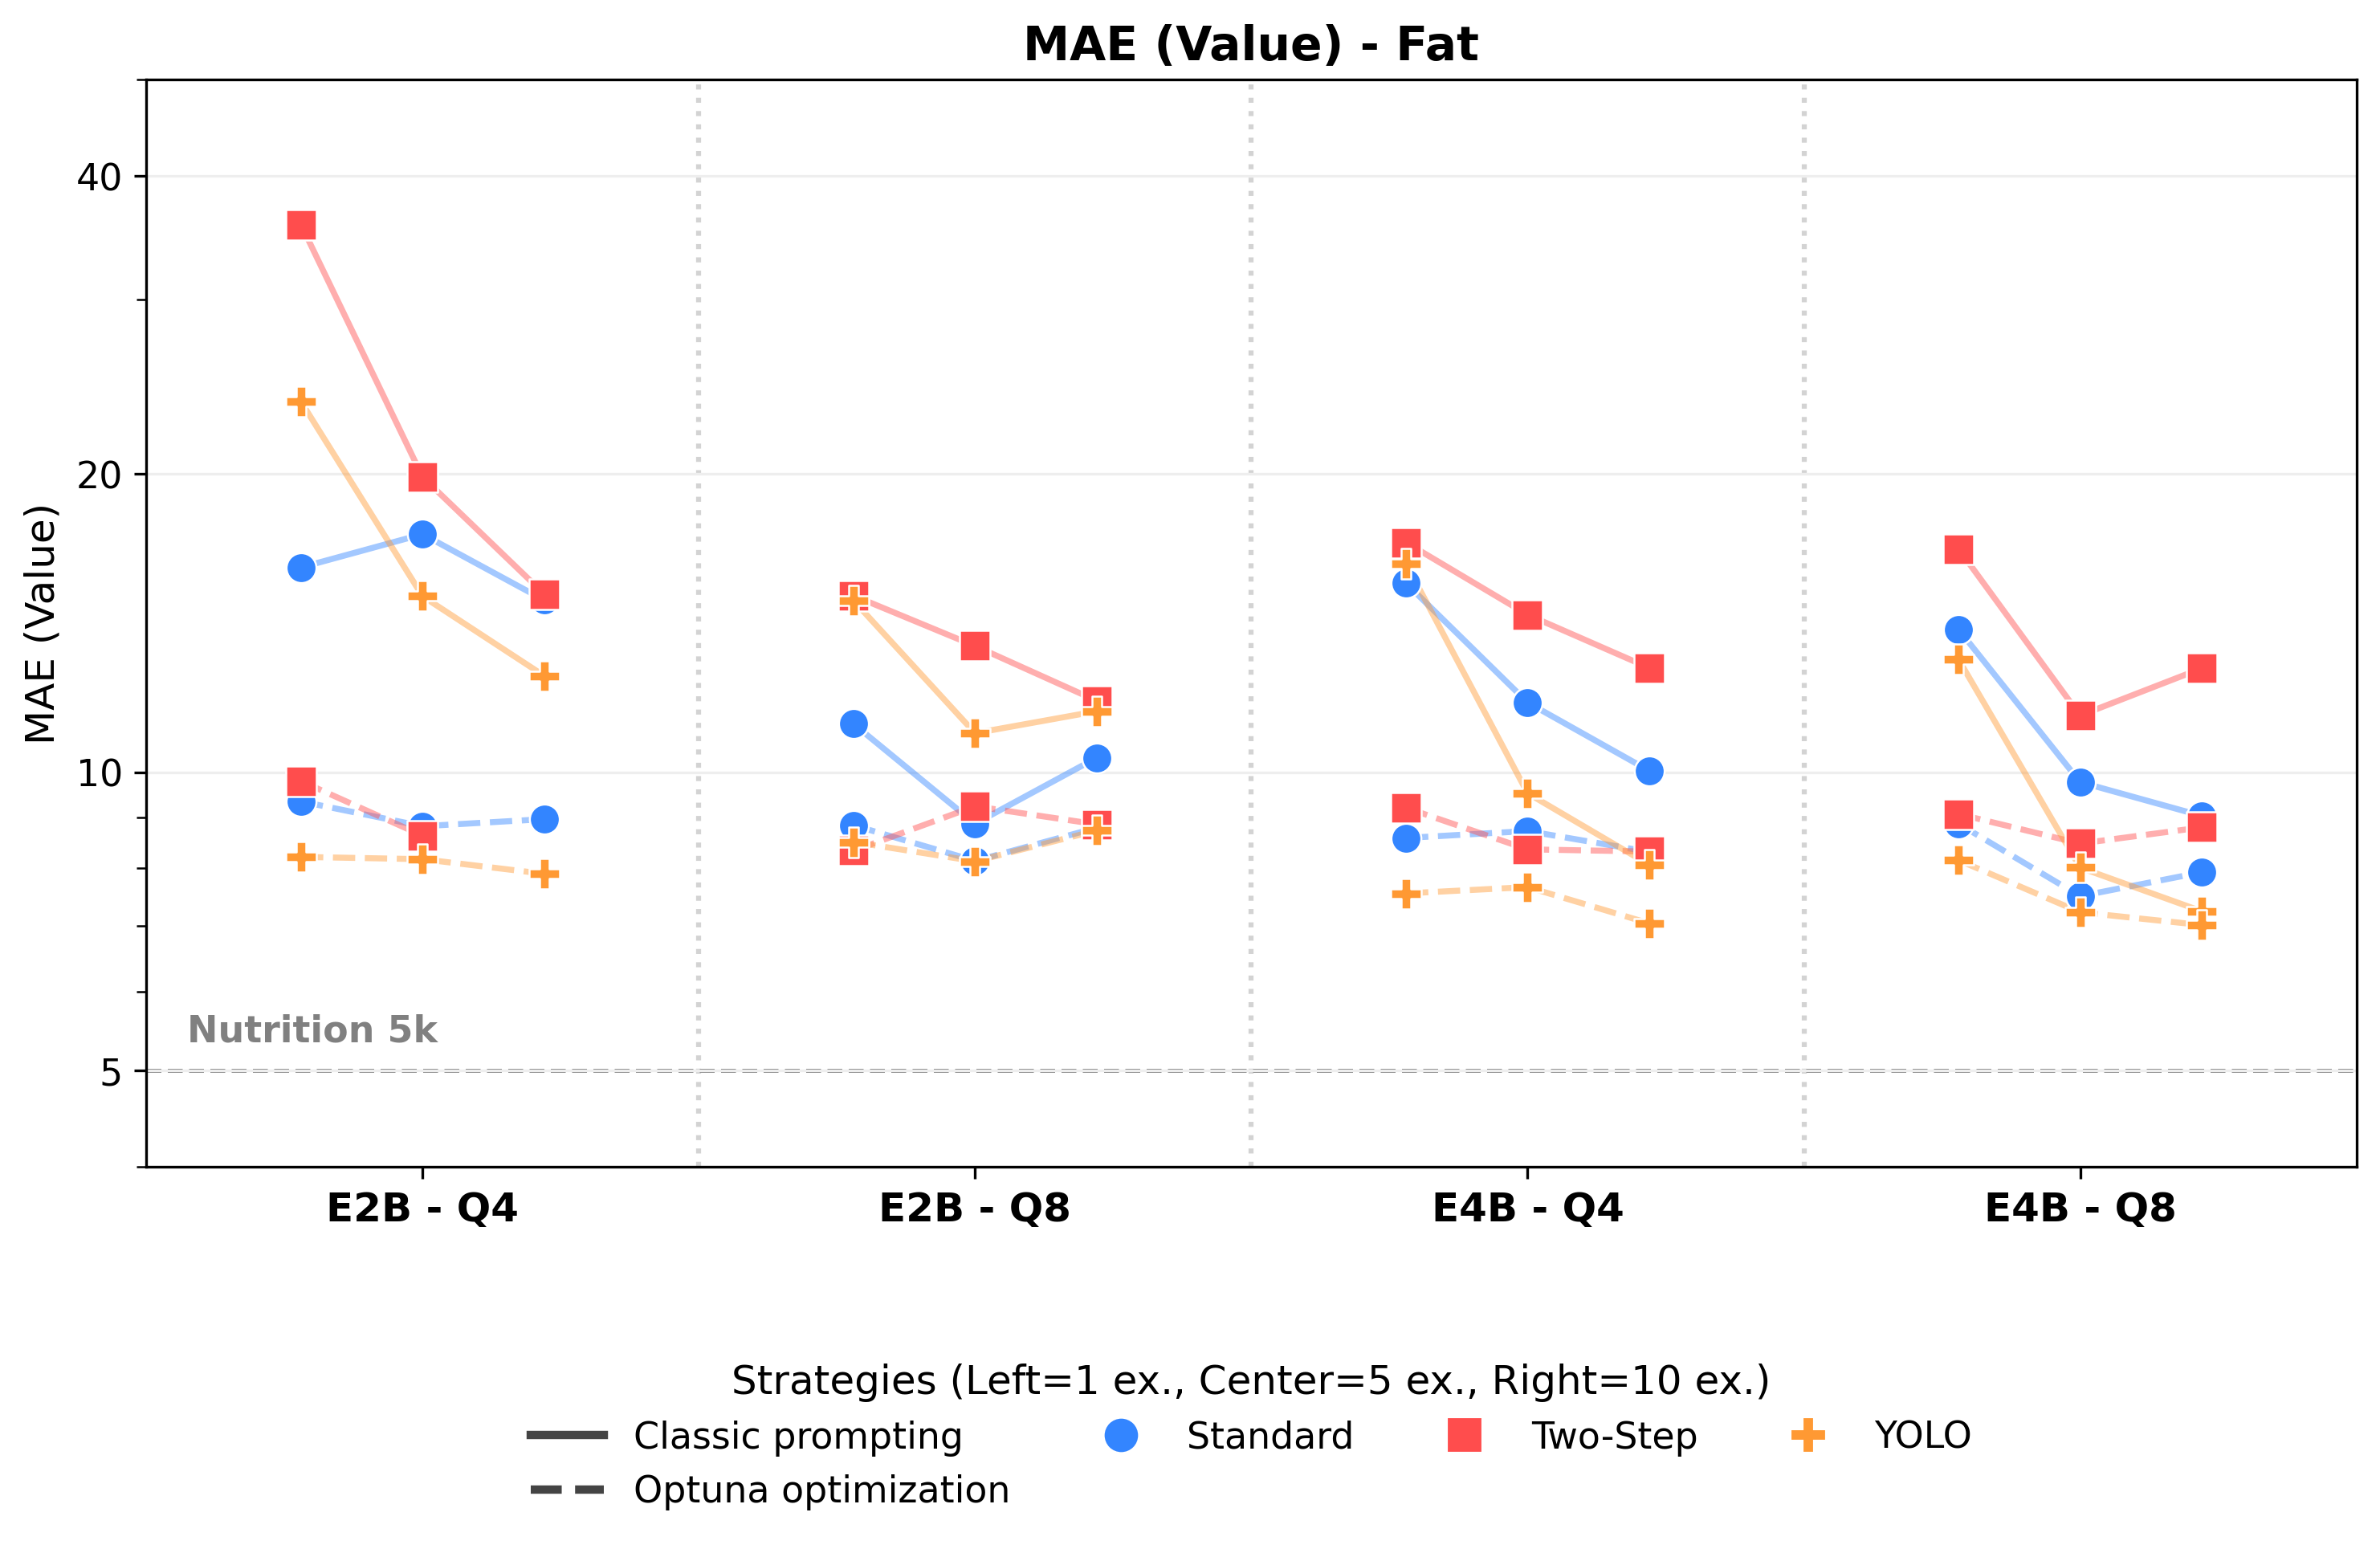 MAE (Value) - Fat
MAE (Value)
40
20
10
5
Nutrition 5k
E2B - Q4
E2B - Q8
E4B - Q4
E4B - Q8
Strategies (Left=1 ex., Center=5 ex., Right=10 ex.)
Classic prompting
Optuna optimization
Standard
Two-Step
YOLO